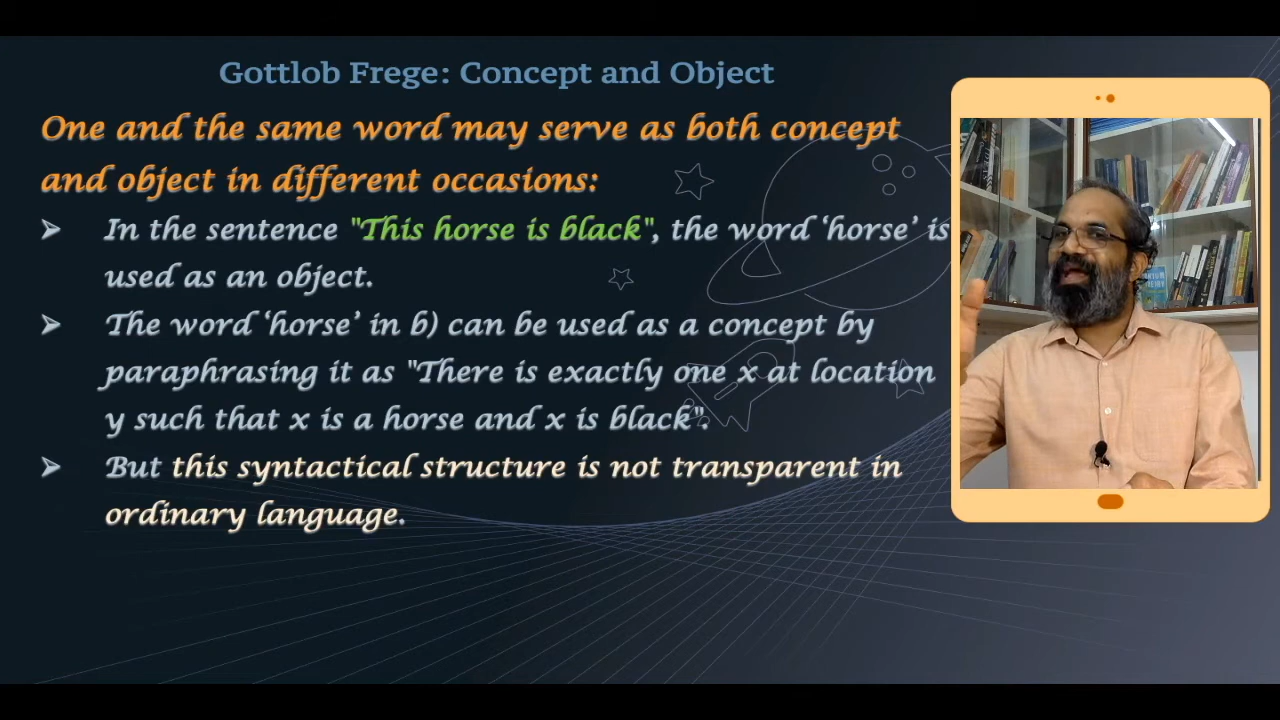 Gottlob Frege: Concept and Object
One and the same word may serve as both concept
and object in different occasions:
➤ In the sentence "This horse is black", the word ‘horse’ is
used as an object.
➤ The word ‘horse’ in b) can be used as a concept by
paraphrasing it as "There is exactly one x at location
y such that x is a horse and x is black".
➤ But this syntactical structure is not transparent in
ordinary language.